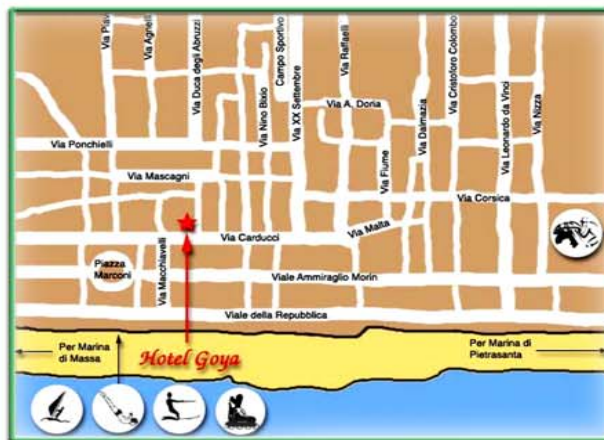 Via Piave
Via Agnelli
Via Duca degli Abruzzi
Via Nino Bixio
Campo Sportivo
Via XX Settembre
Via Raffaelli
Via A. Doria
Via Fiume
Via Dalmazia
Via Cristoforo Colombo
Via Leonardo da Vinci
Via Nizza
Via Ponchielli
Via Mascagni
Via Corsica
Via Malta
Via Carducci
Piazza
Marconi
Via Macchiavelli
Viale Ammiraglio Morin
Viale della Repubblica
Per Marina
di Massa
Hotel Goya
Per Marina di
Pietrasanta